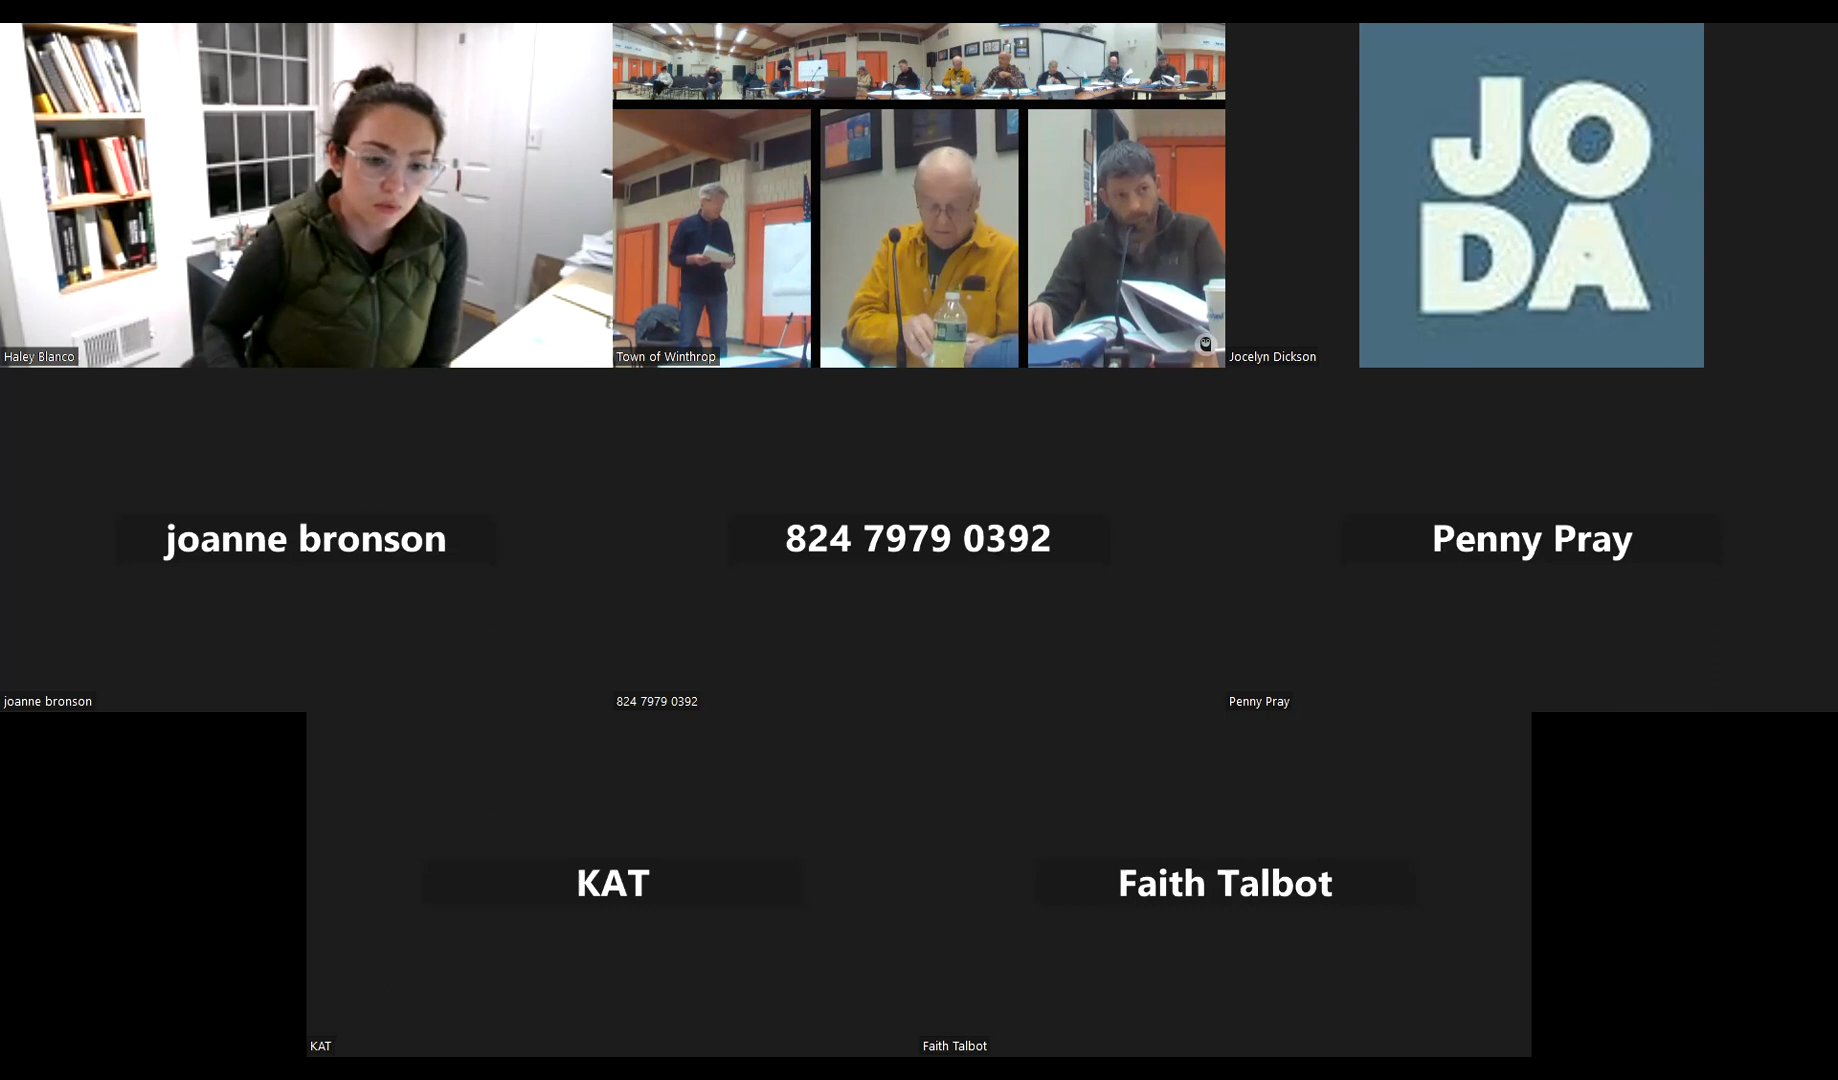 JO
DA
Haley Blanco
Town of Winthrop
Jocelyn Dickson
joanne bronson
824 7979 0392
Penny Pray
joanne bronson
824 7979 0392
Penny Pray
KAT
Faith Talbot
KAT
Faith Talbot